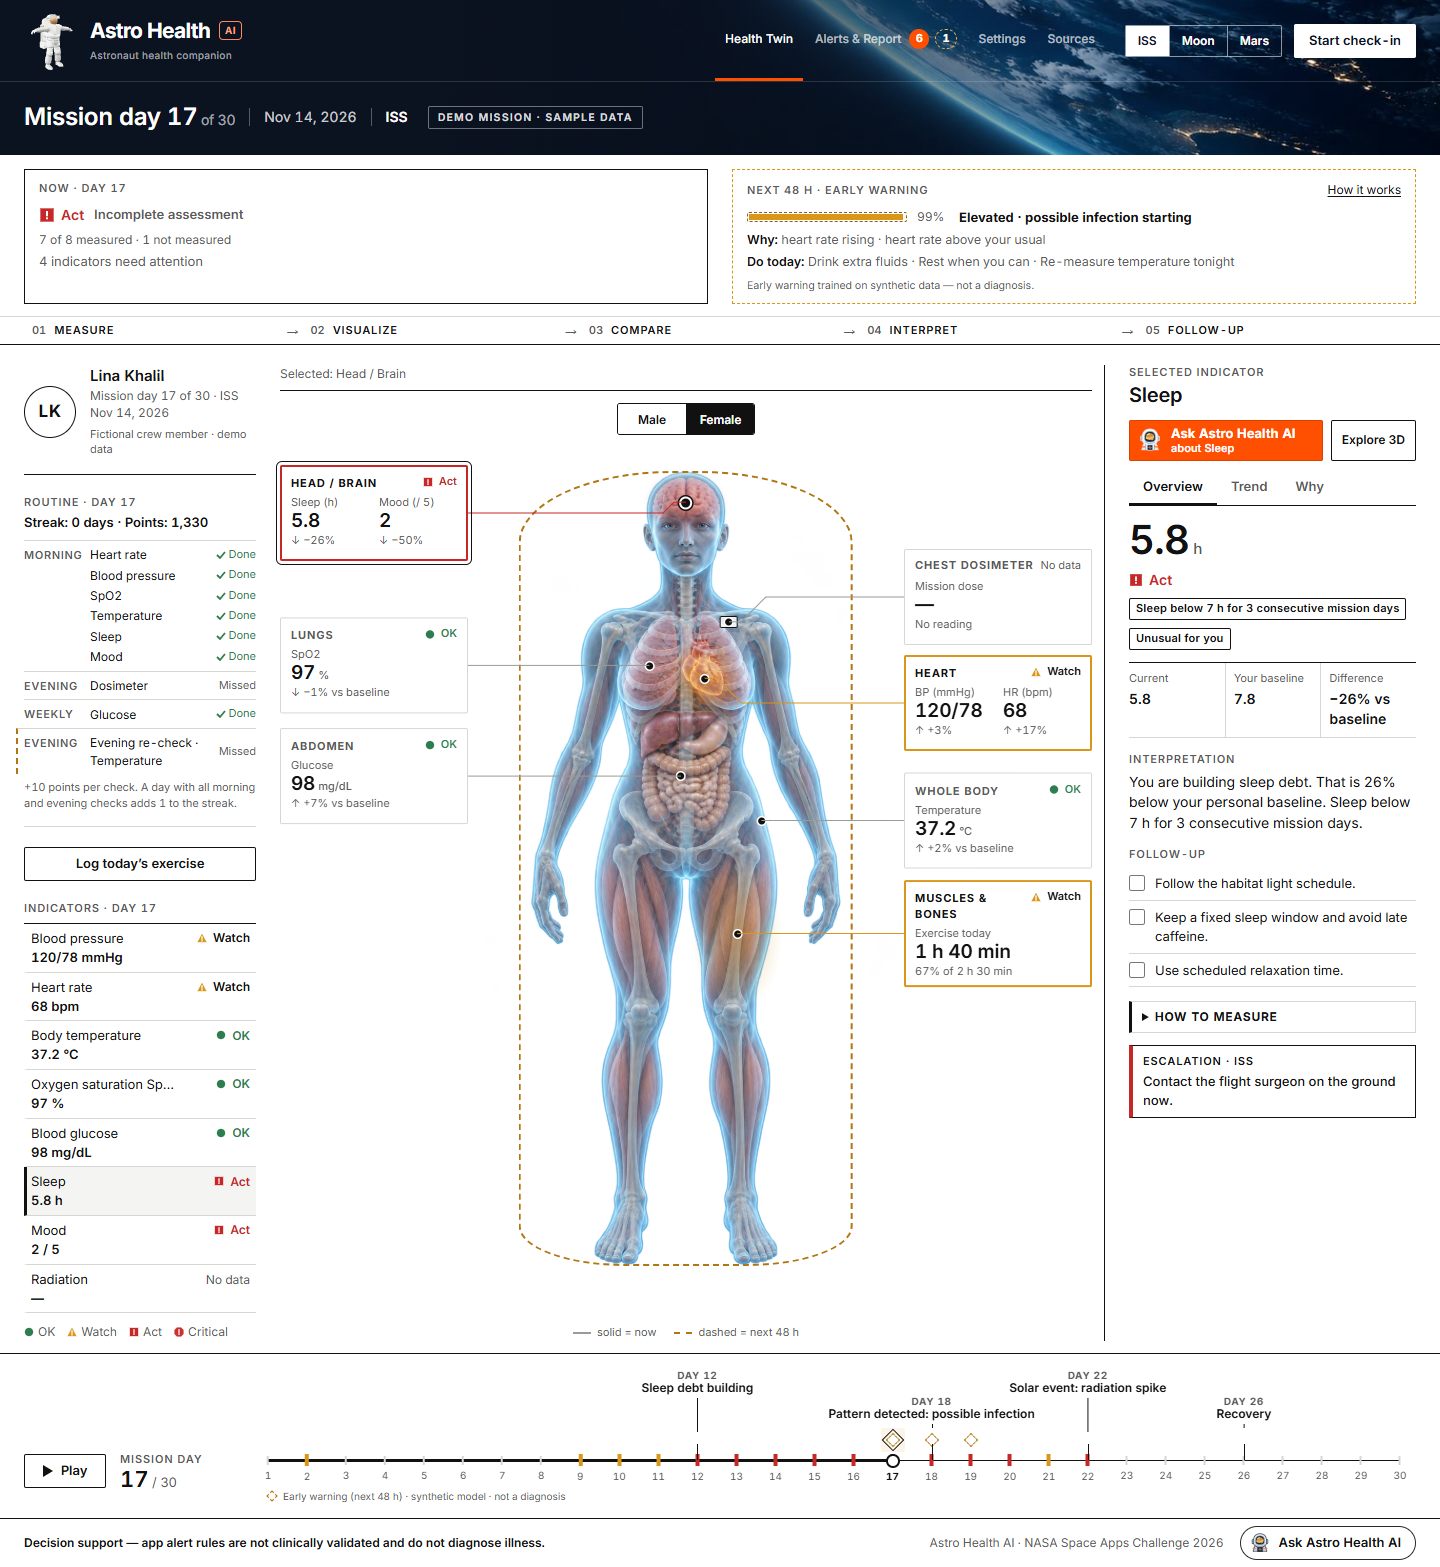 Astro Health AI
Astronaut health companion
Health Twin
Alerts & Report 6 1
Settings
Sources
ISS Moon Mars
Start check-in
Mission day 17 of 30
Nov 14, 2026
ISS
DEMO MISSION · SAMPLE DATA
NOW · DAY 17
Act Incomplete assessment
7 of 8 measured · 1 not measured
4 indicators need attention
NEXT 48 H · EARLY WARNING
How it works
99% Elevated · possible infection starting
Why: heart rate rising · heart rate above your usual
Do today: Drink extra fluids · Rest when you can · Re-measure temperature tonight
Early warning trained on synthetic data — not a diagnosis.
01 MEASURE
→ 02 VISUALIZE
→ 03 COMPARE
→ 04 INTERPRET
→ 05 FOLLOW-UP
LK
Lina Khalil
Mission day 17 of 30 · ISS
Nov 14, 2026
Fictional crew member · demo
data
ROUTINE · DAY 17
Streak: 0 days · Points: 1,330
MORNING Heart rate Done
Blood pressure Done
SpO2 Done
Temperature Done
Sleep Done
Mood Done
EVENING Dosimeter Missed
WEEKLY Glucose Done
EVENING Evening re-check · Missed
Temperature
+10 points per check. A day with all morning
and evening checks adds 1 to the streak.
Log today's exercise
INDICATORS · DAY 17
Blood pressure Watch
120/78 mmHg
Heart rate Watch
68 bpm
Body temperature OK
37.2 °C
Oxygen saturation Sp... OK
97 %
Blood glucose OK
98 mg/dL
Sleep Act
5.8 h
Mood Act
2 / 5
Radiation No data
—
OK Watch Act Critical
Selected: Head / Brain
Male Female
HEAD / BRAIN Act
Sleep (h) Mood (/ 5)
5.8 2
↓ −26% ↓ −50%
LUNGS OK
SpO2
97 %
↓ −1% vs baseline
ABDOMEN OK
Glucose
98 mg/dL
↑ +7% vs baseline
CHEST DOSIMETER No data
Mission dose
—
No reading
HEART Watch
BP (mmHg) HR (bpm)
120/78 68
↑ +3% ↑ +17%
WHOLE BODY OK
Temperature
37.2 °C
↑ +2% vs baseline
MUSCLES & Watch
BONES
Exercise today
1 h 40 min
67% of 2 h 30 min
solid = now dashed = next 48 h
SELECTED INDICATOR
Sleep
Ask Astro Health AI
about Sleep
Explore 3D
Overview Trend Why
5.8 h
Act
Sleep below 7 h for 3 consecutive mission days
Unusual for you
Current Your baseline Difference
5.8 7.8 −26% vs
baseline
INTERPRETATION
You are building sleep debt. That is 26%
below your personal baseline. Sleep below
7 h for 3 consecutive mission days.
FOLLOW-UP
Follow the habitat light schedule.
Keep a fixed sleep window and avoid late
caffeine.
Use scheduled relaxation time.
HOW TO MEASURE
ESCALATION · ISS
Contact the flight surgeon on the ground
now.
DAY 12
Sleep debt building
DAY 22
Solar event: radiation spike
DAY 18
Pattern detected: possible infection
DAY 26
Recovery
Play
MISSION DAY
17 / 30
1 2 3 4 5 6 7 8 9 10 11 12 13 14 15 16 17 18 19 20 21 22 23 24 25 26 27 28 29 30
Early warning (next 48 h) · synthetic model · not a diagnosis
Decision support — app alert rules are not clinically validated and do not diagnose illness.
Astro Health AI · NASA Space Apps Challenge 2026
Ask Astro Health AI